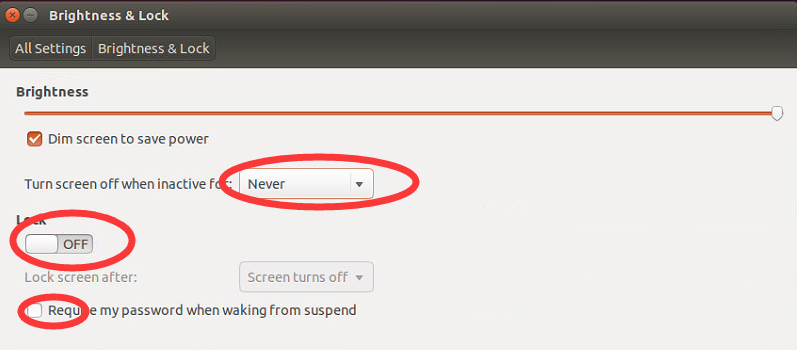 Brightness & Lock
All Settings Brightness & Lock
Brightness
Dim screen to save power
Turn screen off when inactive for: Never
Lock
OFF
Lock screen after: Screen turns off
Require my password when waking from suspend